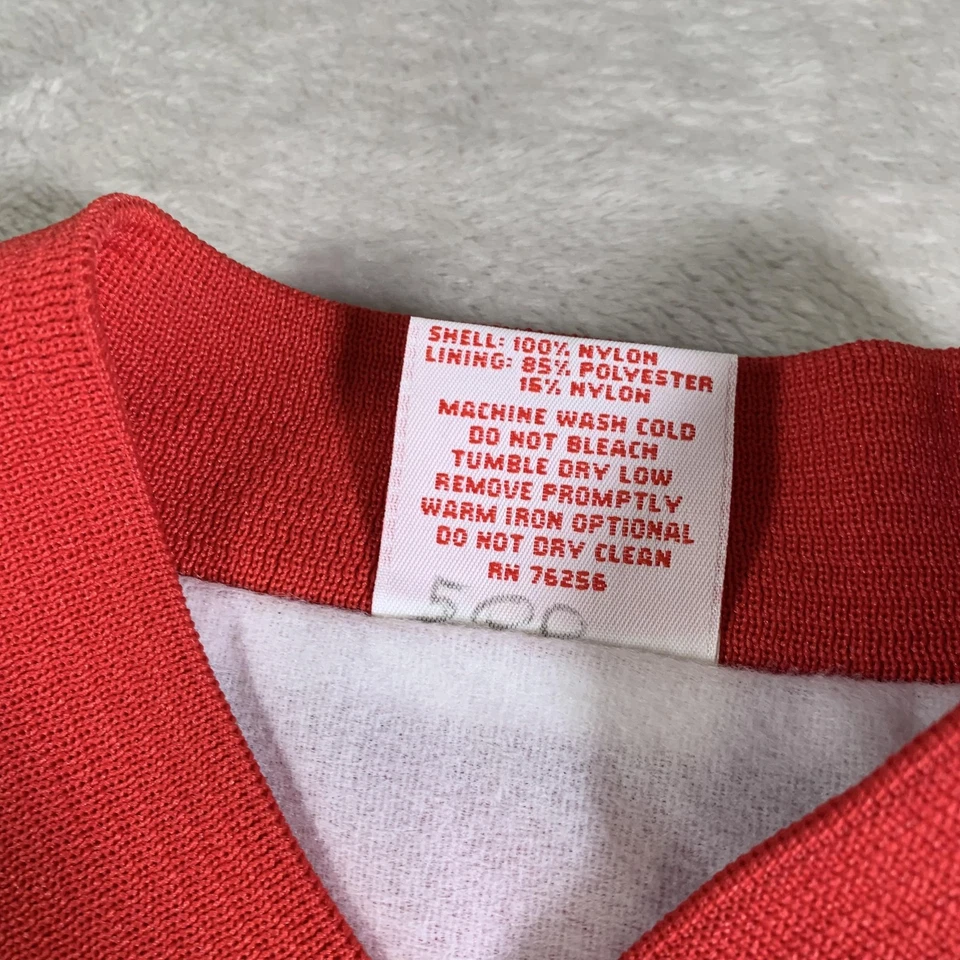 SHELL: 100% NYLON
LINING: 85% POLYESTER
15% NYLON
MACHINE WASH COLD
DO NOT BLEACH
TUMBLE DRY LOW
REMOVE PROMPTLY
WARM IRON OPTIONAL
DO NOT DRY CLEAN
RN 76256